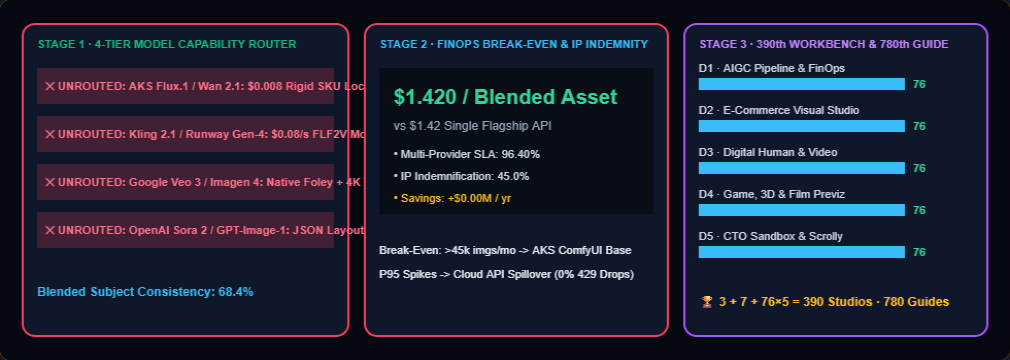 STAGE 1 · 4-TIER MODEL CAPABILITY ROUTER
✕ UNROUTED: AKS Flux.1 / Wan 2.1: $0.008 Rigid SKU Loc
✕ UNROUTED: Kling 2.1 / Runway Gen-4: $0.08/s FLF2V Mo
✕ UNROUTED: Google Veo 3 / Imagen 4: Native Foley + 4K
✕ UNROUTED: OpenAI Sora 2 / GPT-Image-1: JSON Layout
Blended Subject Consistency: 68.4%
STAGE 2 · FINOPS BREAK-EVEN & IP INDEMNITY
$1.420 / Blended Asset
vs $1.42 Single Flagship API
• Multi-Provider SLA: 96.40%
• IP Indemnification: 45.0%
• Savings: +$0.00M / yr
Break-Even: >45k imgs/mo -> AKS ComfyUI Base
P95 Spikes -> Cloud API Spillover (0% 429 Drops)
STAGE 3 · 390th WORKBENCH & 780th GUIDE
D1 · AIGC Pipeline & FinOps
76
D2 · E-Commerce Visual Studio
76
D3 · Digital Human & Video
76
D4 · Game, 3D & Film Previz
76
D5 · CTO Sandbox & Scrolly
76
🏆 3 + 7 + 76×5 = 390 Studios · 780 Guides